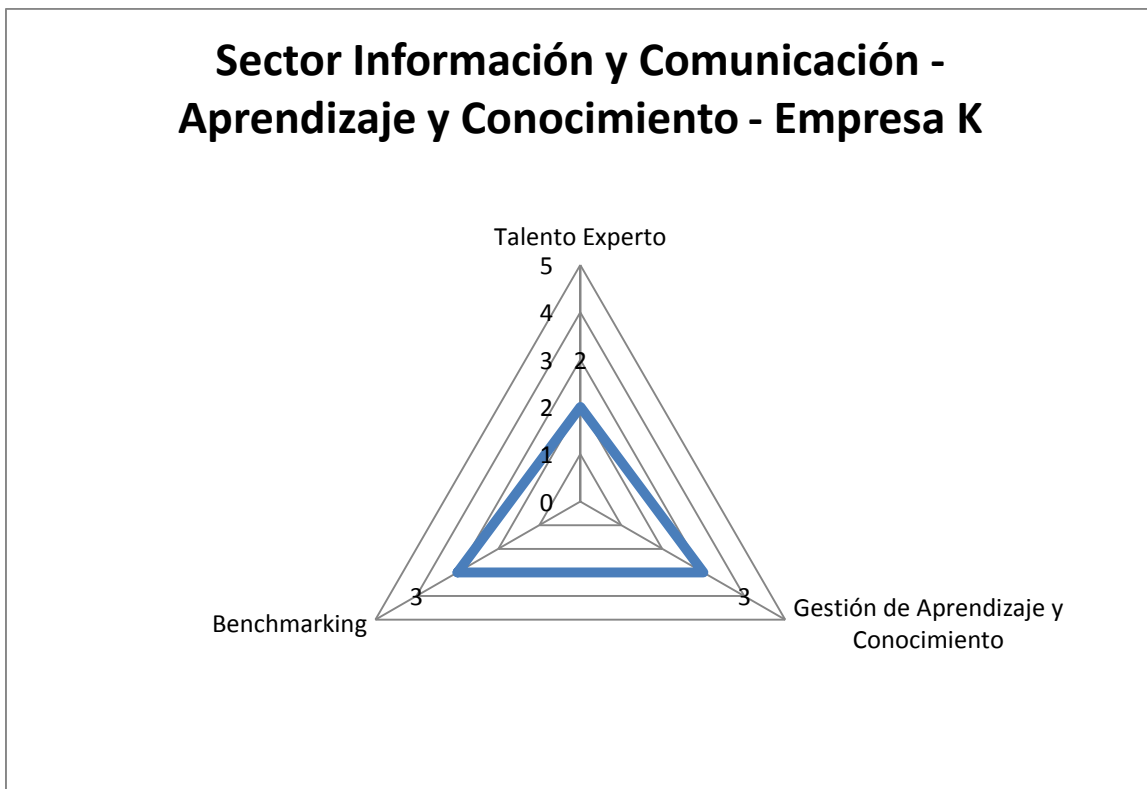 Sector Información y Comunicación -
Aprendizaje y Conocimiento - Empresa K
Talento Experto
5
4
3
2
2
1
0
3
3
Benchmarking
Gestión de Aprendizaje y
Conocimiento